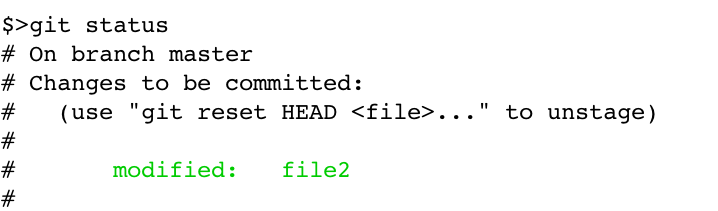 $>git status
# On branch master
# Changes to be committed:
#   (use "git reset HEAD <file>..." to unstage)
#
#       modified:   file2
#